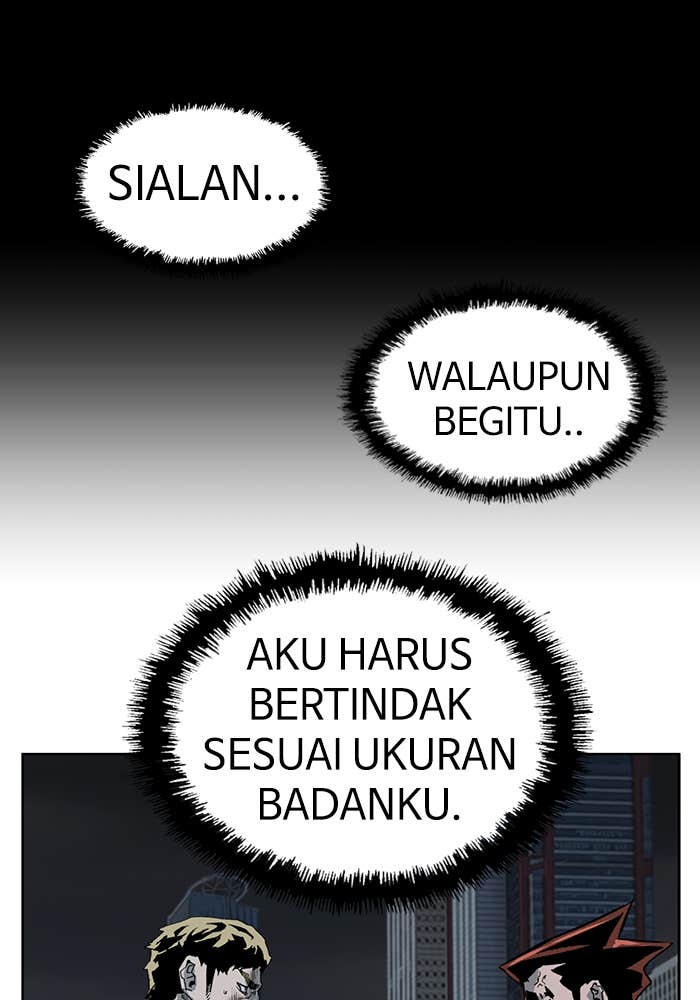 SIALAN...
WALAUPUN
BEGITU..
AKU HARUS
BERTINDAK
SESUAI UKURAN
BADANKU.